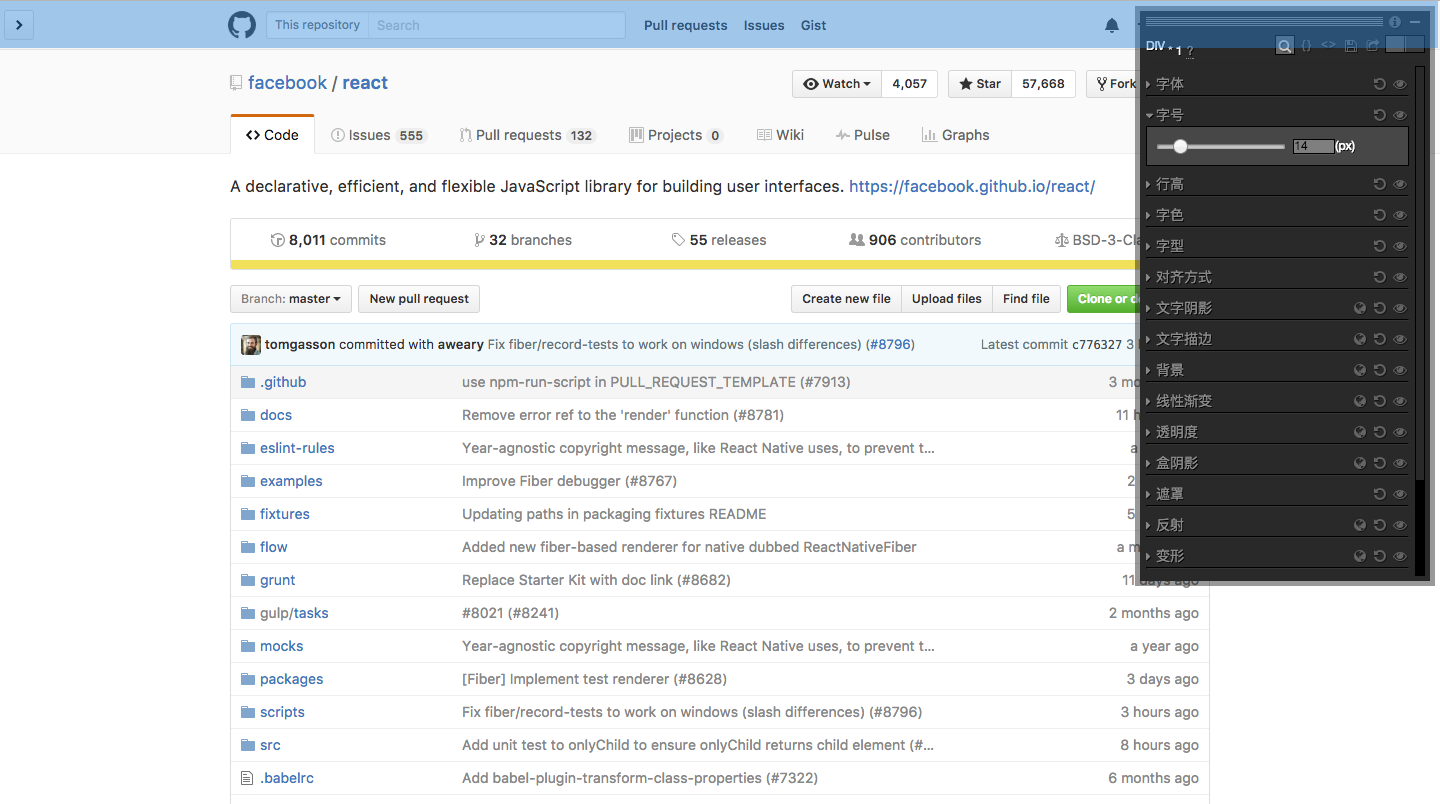 This repository Search Pull requests Issues Gist
facebook / react
Watch 4,057 Star 57,668 Fork
Code Issues 555 Pull requests 132 Projects 0 Wiki Pulse Graphs
A declarative, efficient, and flexible JavaScript library for building user interfaces. https://facebook.github.io/react/
8,011 commits 32 branches 55 releases 906 contributors BSD-3-Cla
Branch: master New pull request Create new file Upload files Find file Clone or d
tomgasson committed with aweary Fix fiber/record-tests to work on windows (slash differences) (#8796) Latest commit c776327 3
.github use npm-run-script in PULL_REQUEST_TEMPLATE (#7913) 3 mo
docs Remove error ref to the 'render' function (#8781) 11 h
eslint-rules Year-agnostic copyright message, like React Native uses, to prevent t... a
examples Improve Fiber debugger (#8767) 2
fixtures Updating paths in packaging fixtures README 5
flow Added new fiber-based renderer for native dubbed ReactNativeFiber a m
grunt Replace Starter Kit with doc link (#8682) 11 days ago
gulp/tasks #8021 (#8241) 2 months ago
mocks Year-agnostic copyright message, like React Native uses, to prevent t... a year ago
packages [Fiber] Implement test renderer (#8628) 3 days ago
scripts Fix fiber/record-tests to work on windows (slash differences) (#8796) 3 hours ago
src Add unit test to onlyChild to ensure onlyChild returns child element (#... 8 hours ago
.babelrc Add babel-plugin-transform-class-properties (#7322) 6 months ago
DIV * 1 ? {} <>
字体
字号
14 (px)
行高
字色
字型
对齐方式
文字阴影
文字描边
背景
线性渐变
透明度
盒阴影
遮罩
反射
变形